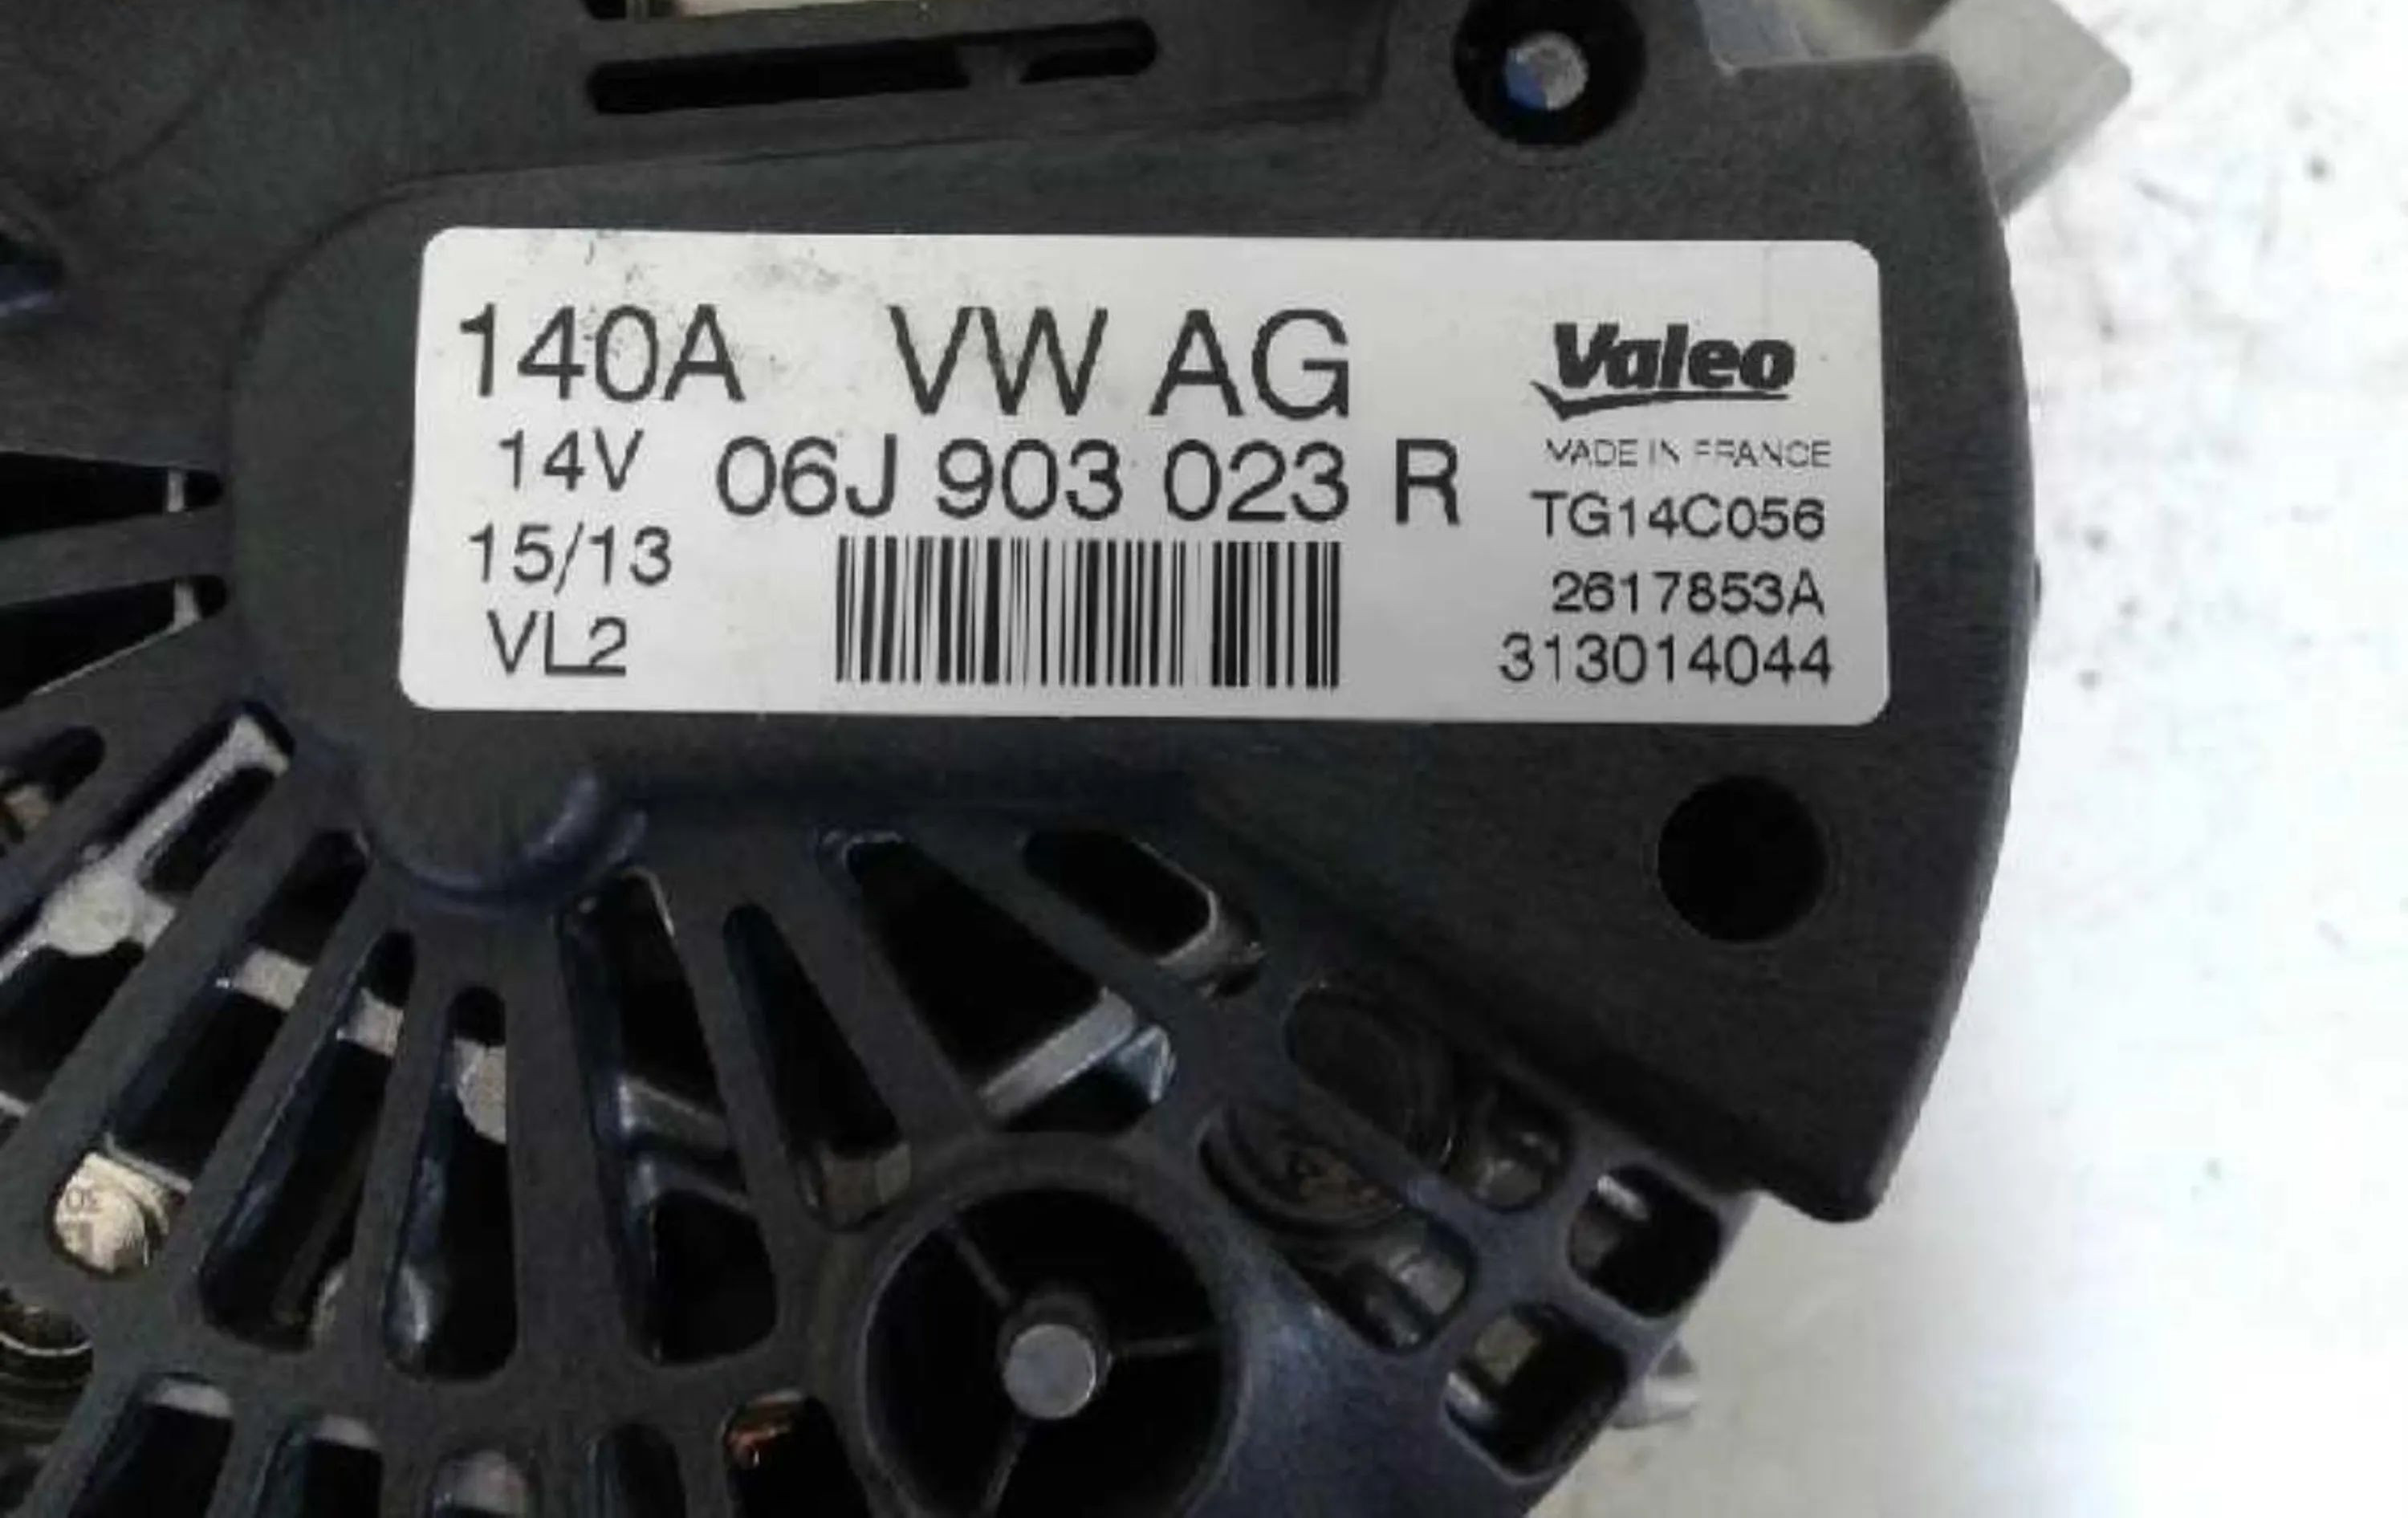 140A VW AG
14V 06J 903 023 R
15/13
VL2
Valeo
MADE IN FRANCE
TG14C056
2617853A
313014044